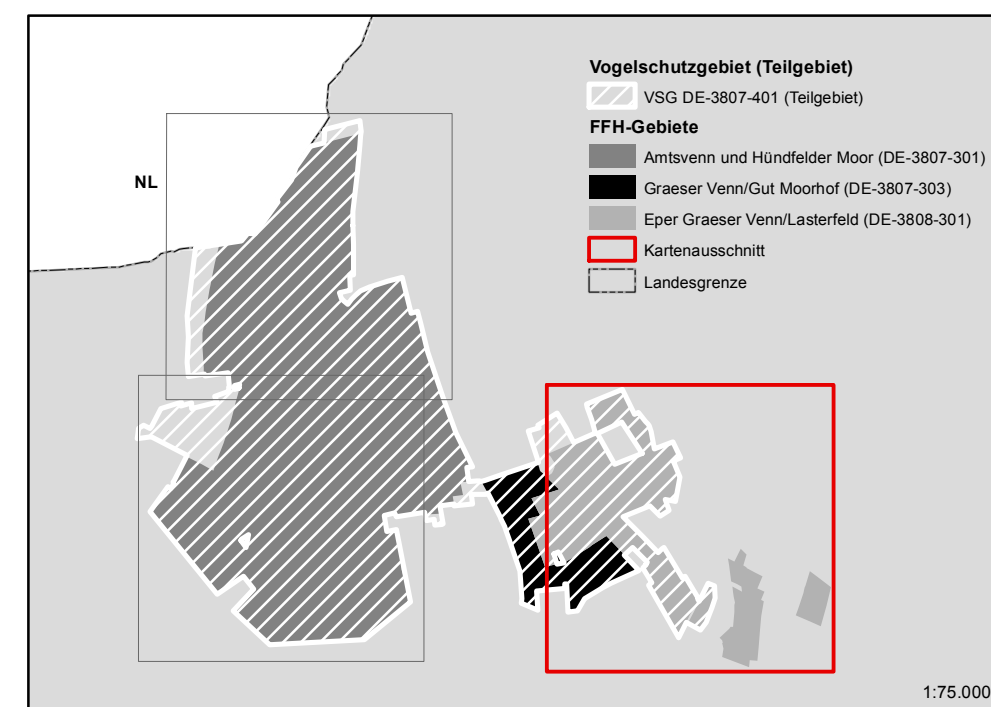 Vogelschutzgebiet (Teilgebiet)
VSG DE-3807-401 (Teilgebiet)
FFH-Gebiete
Amtsvenn und Hündfelder Moor (DE-3807-301)
NL
Graeser Venn/Gut Moorhof (DE-3807-303)
Eper Graeser Venn/Lasterfeld (DE-3808-301)
Kartenausschnitt
Landesgrenze
1:75.000